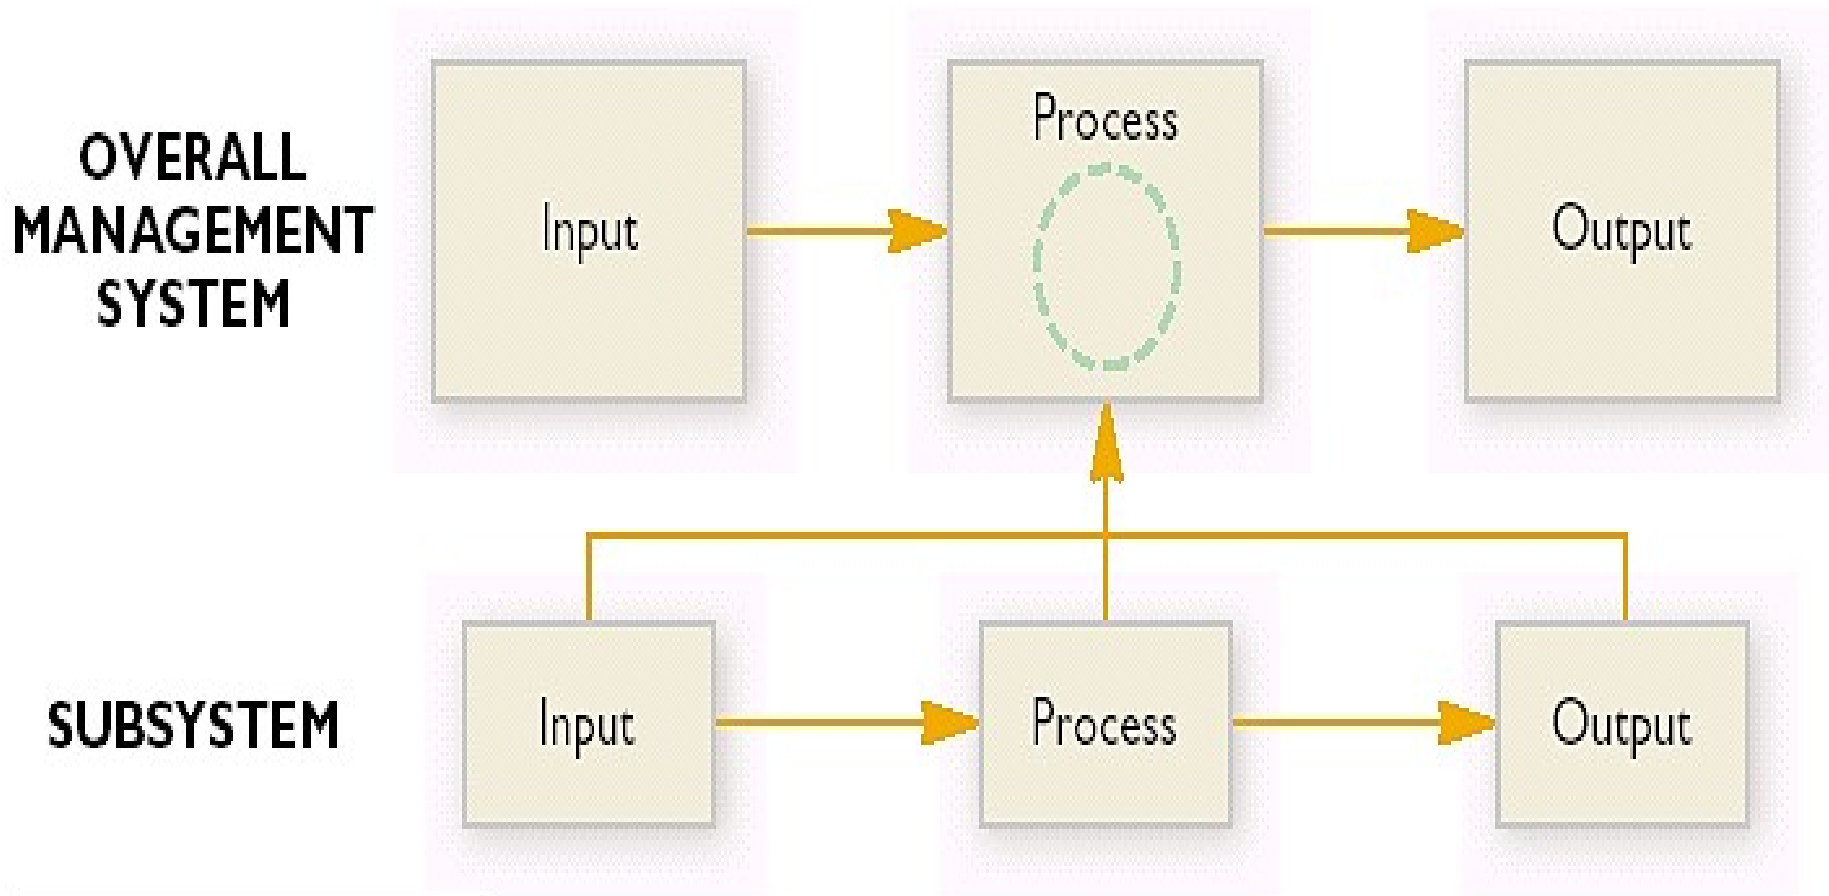 Process
OVERALL
MANAGEMENT
SYSTEM
Input
Output
SUBSYSTEM
Input
Process
Output